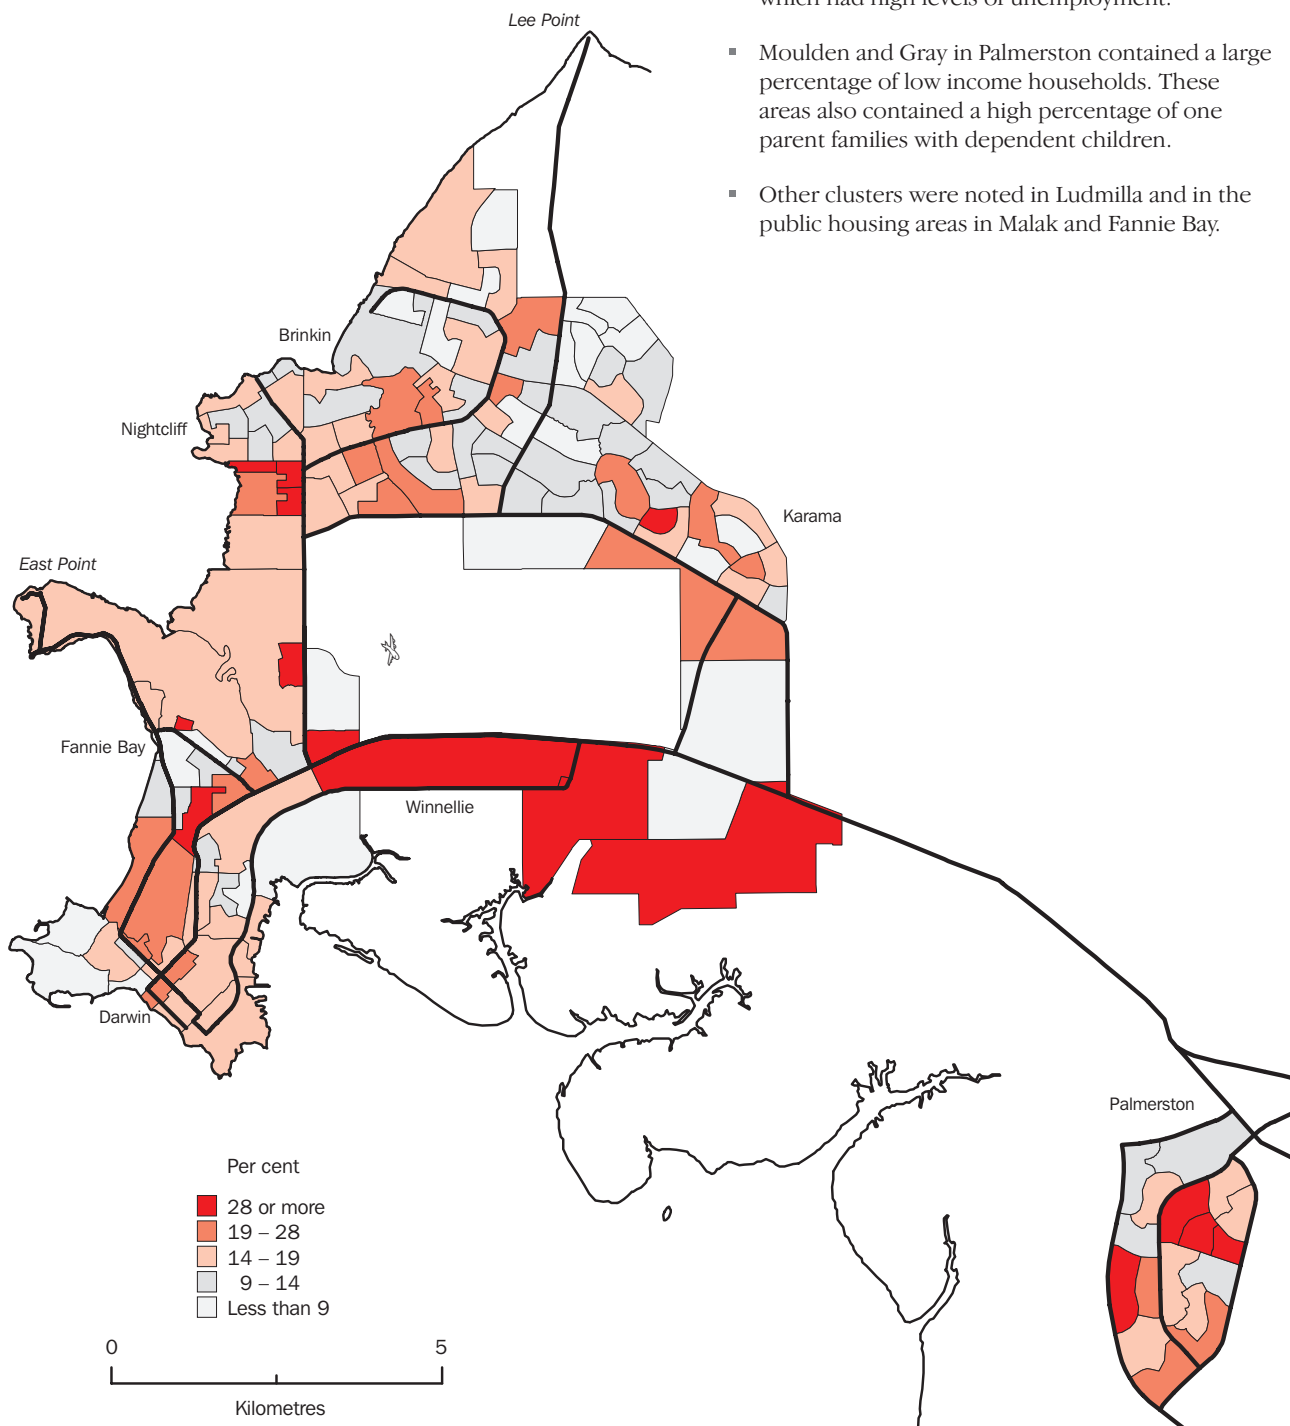 which had high levels of unemployment.
▪ Moulden and Gray in Palmerston contained a large
percentage of low income households. These
areas also contained a high percentage of one
parent families with dependent children.
▪ Other clusters were noted in Ludmilla and in the
public housing areas in Malak and Fannie Bay.
Lee Point
Brinkin
Nightcliff
Karama
East Point
Fannie Bay
Winnellie
Darwin
Palmerston
Per cent
28 or more
19 – 28
14 – 19
9 – 14
Less than 9
0 5
Kilometres